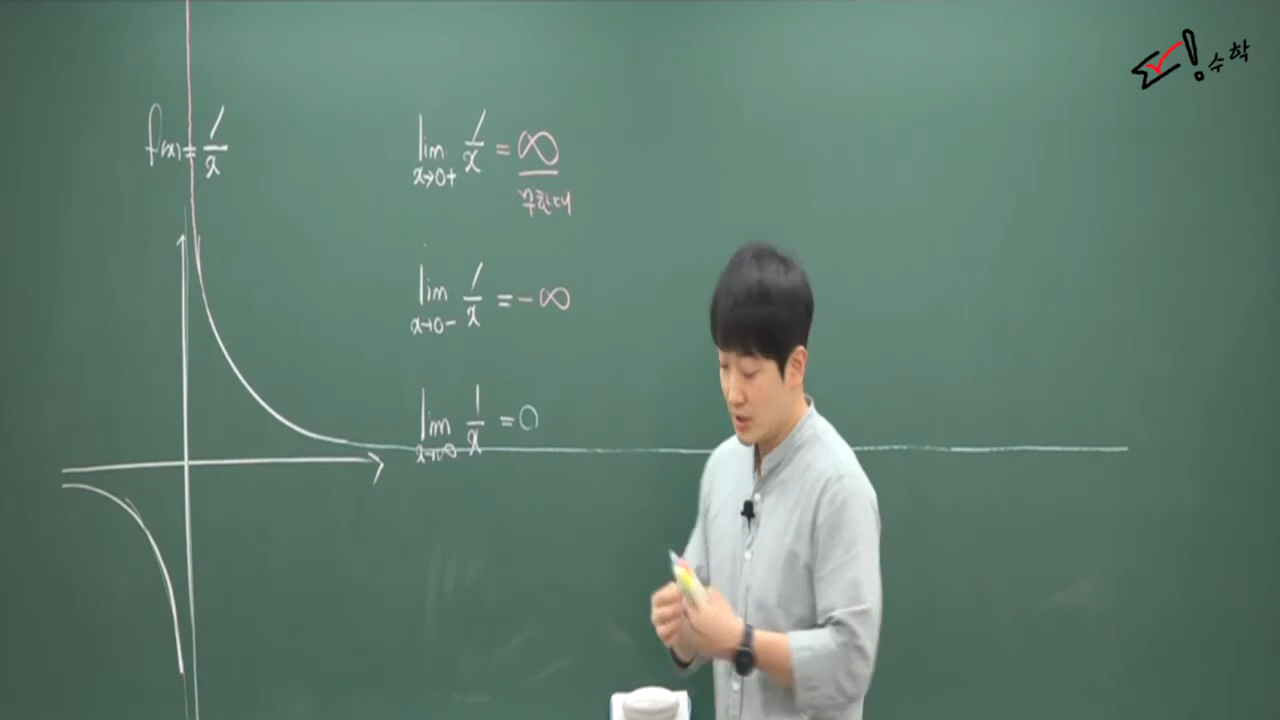 수학
f(x)=1/x
lim x→0+ 1/x = ∞
무한대
lim x→0- 1/x = -∞
lim x→∞ 1/x = 0